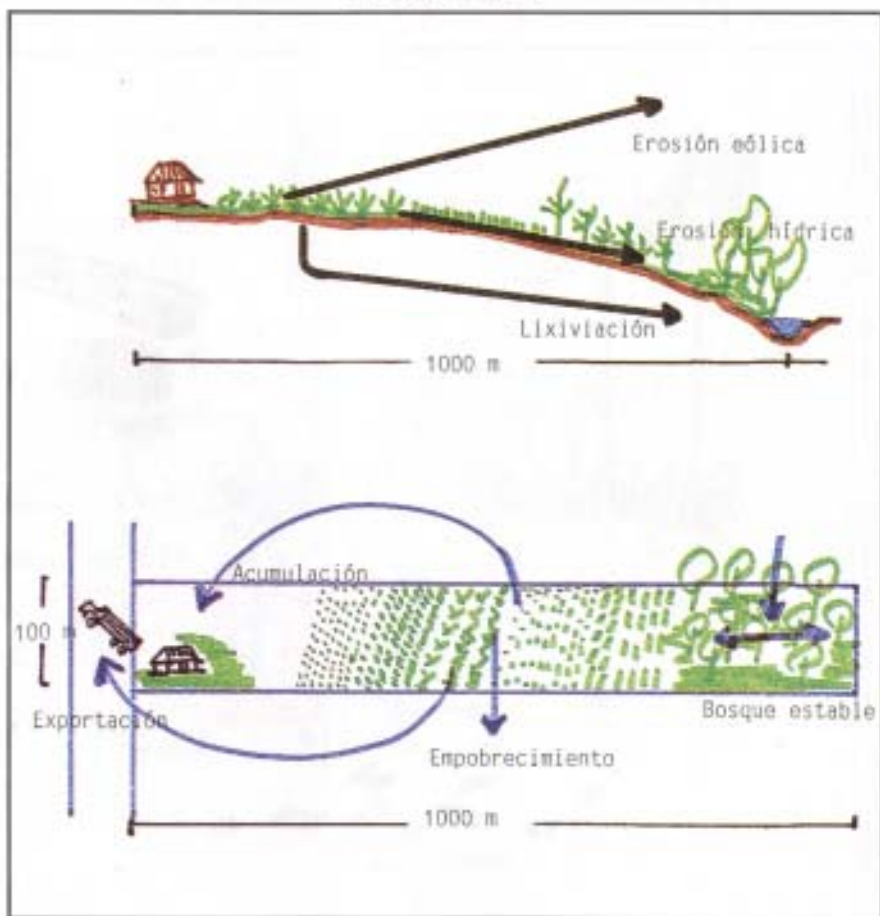 Erosión eólica
Erosión hídrica
Lixiviación
1000 m
Acumulación
100 m
Exportación
Bosque estable
Empobrecimiento
1000 m